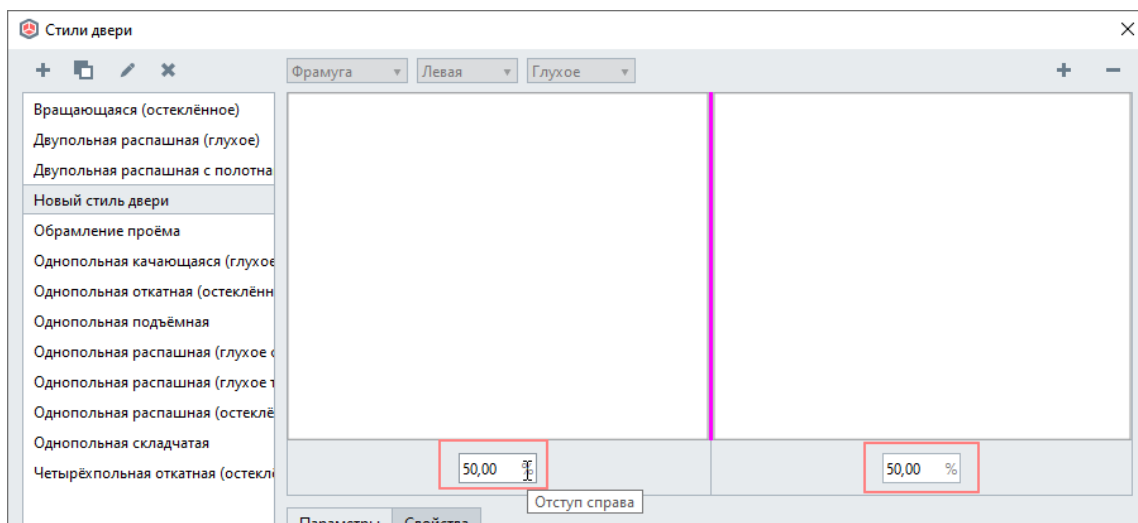 Стили двери
Фрамуга Левая Глухое
Вращающаяся (остеклённое)
Двупольная распашная (глухое)
Двупольная распашная с полотна
Новый стиль двери
Обрамление проёма
Однопольная качающаяся (глухое
Однопольная откатная (остеклённ
Однопольная подъёмная
Однопольная распашная (глухое с
Однопольная распашная (глухое т
Однопольная распашная (остеклё
Однопольная складчатая
Четырёхпольная откатная (остекл
50,00 % 50,00 %
Отступ справа
Параметры Свойства